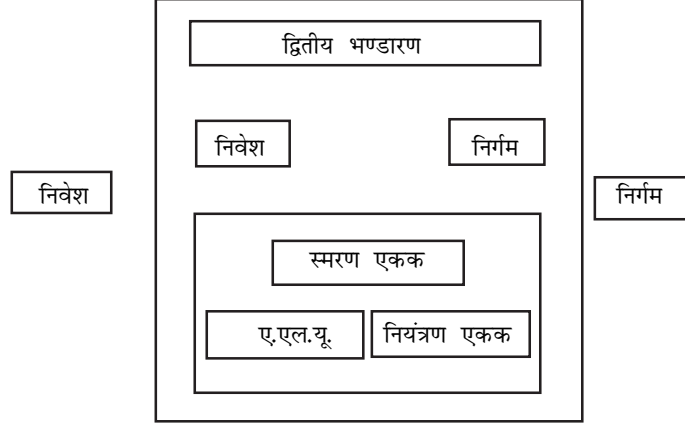 द्वितीय भण्डारण
निवेश
निर्गम
निवेश
निर्गम
स्मरण एकक
ए.एल.यू.
नियंत्रण एकक